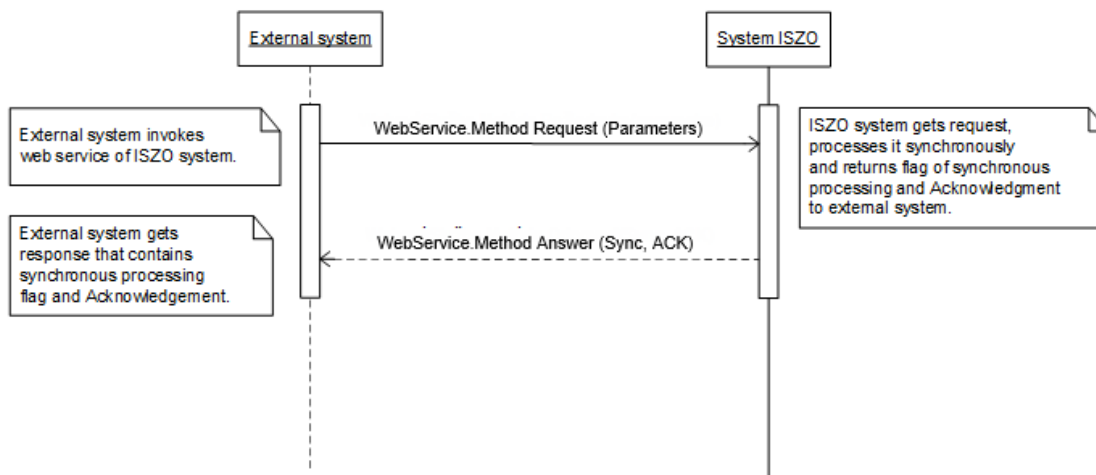 External system
System ISZO
External system invokes
web service of ISZO system.
WebService.Method Request (Parameters)
ISZO system gets request,
processes it synchronously
and returns flag of synchronous
processing and Acknowledgment
to external system.
External system gets
response that contains
synchronous processing
flag and Acknowledgement.
WebService.Method Answer (Sync, ACK)